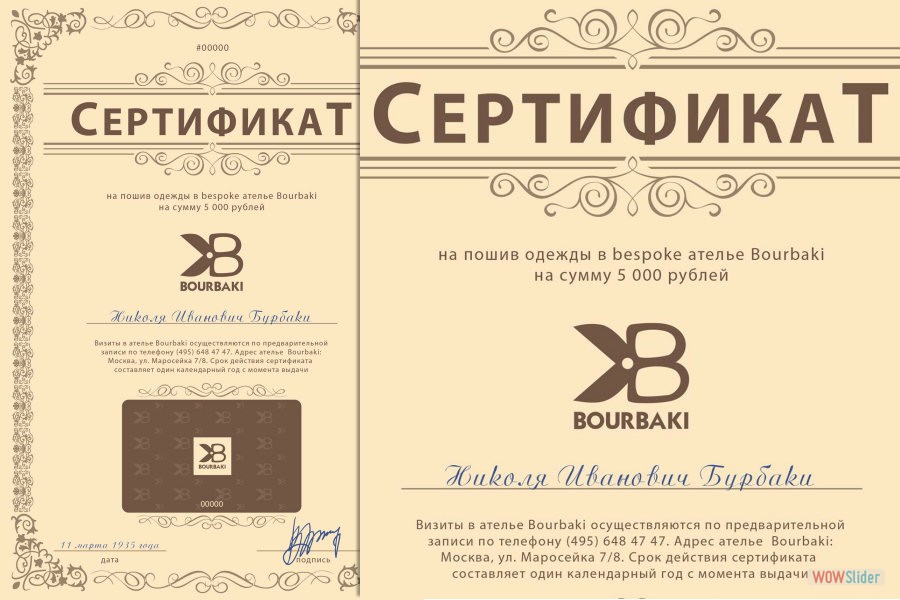 #00000
СЕРТИФИКАТ
на пошив одежды в bespoke ателье Bourbaki
на сумму 5 000 рублей
BOURBAKI
Николя Иванович Бурбаки
Визиты в ателье Bourbaki осуществляются по предварительной
записи по телефону (495) 648 47 47. Адрес ателье Bourbaki:
Москва, ул. Маросейка 7/8. Срок действия сертификата
составляет один календарный год с момента выдачи
BOURBAKI
00000
11 марта 1935 года
дата
подпись
СЕРТИФИКАТ
на пошив одежды в bespoke ателье Bourbaki
на сумму 5 000 рублей
BOURBAKI
Николя Иванович Бурбаки
Визиты в ателье Bourbaki осуществляются по предварительной
записи по телефону (495) 648 47 47. Адрес ателье Bourbaki:
Москва, ул. Маросейка 7/8. Срок действия сертификата
составляет один календарный год с момента выдачи
WOWSlider